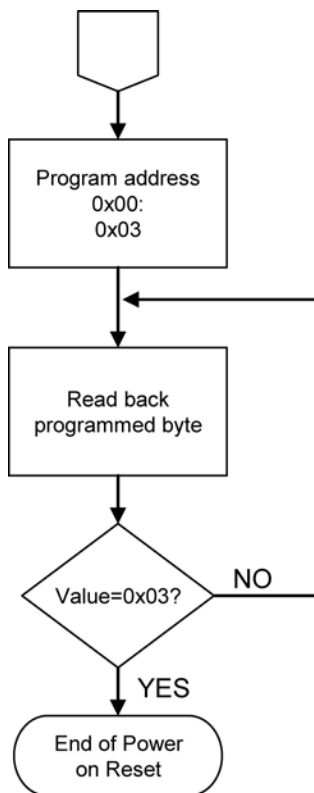 Program address
0x00:
0x03
Read back
programmed byte
Value=0x03?
NO
YES
End of Power
on Reset